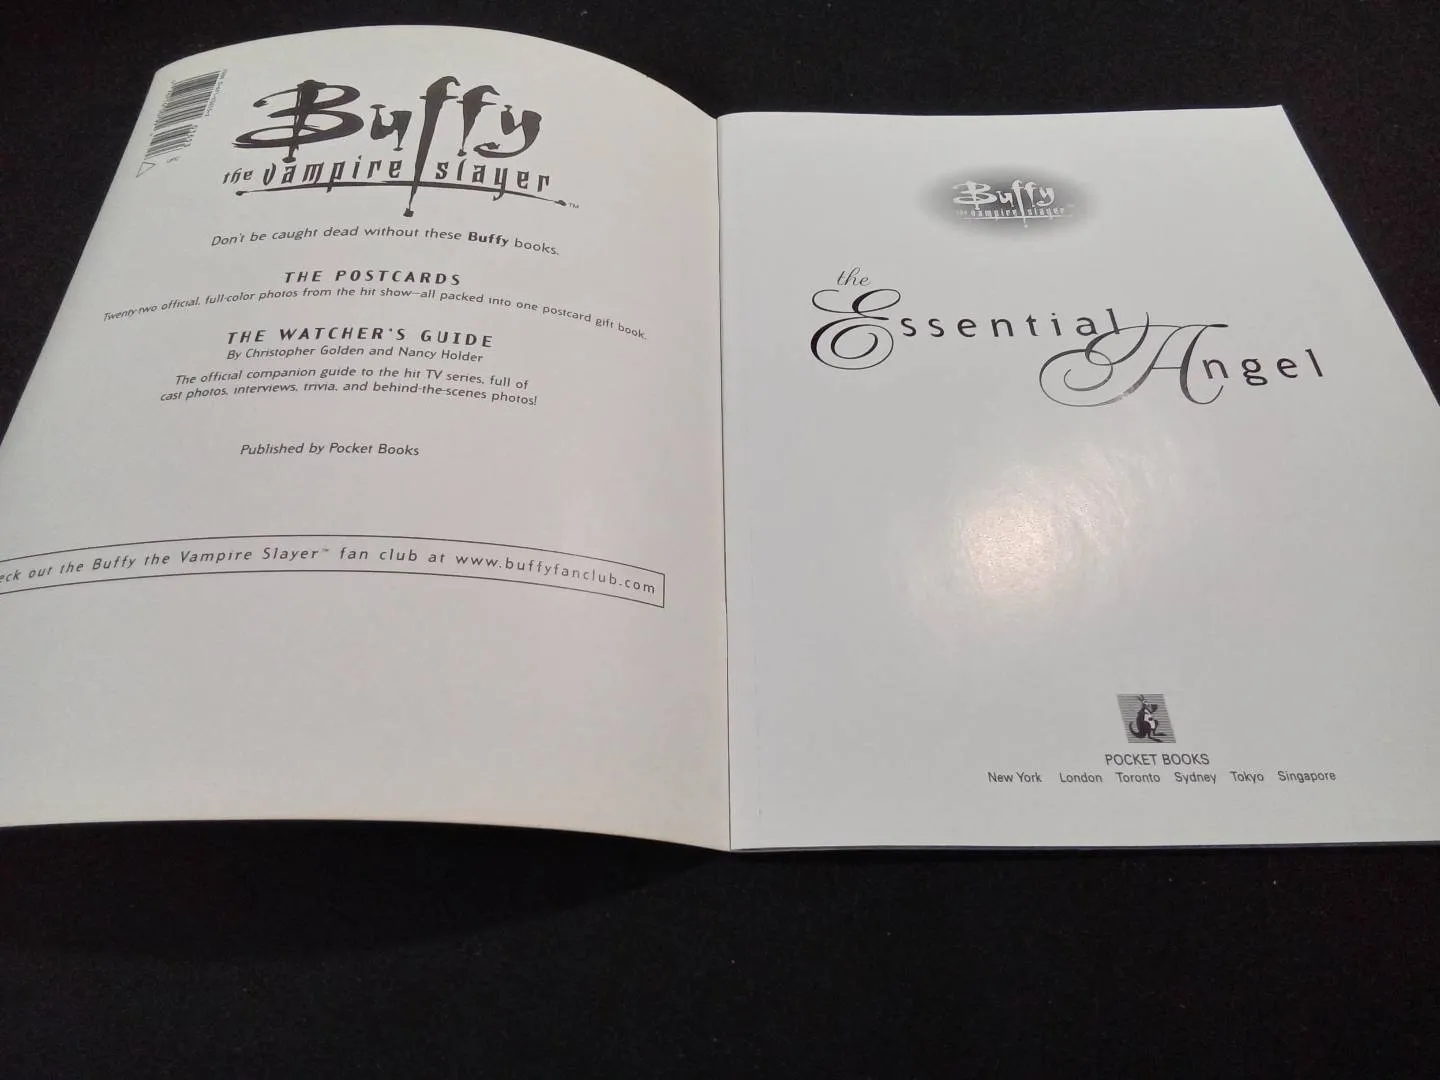 Buffy
the vampire slayer™
Don't be caught dead without these Buffy books.
THE POSTCARDS
Twenty-two official, full-color photos from the hit show—all packed into one postcard gift book.
THE WATCHER'S GUIDE
By Christopher Golden and Nancy Holder
The official companion guide to the hit TV series, full of
cast photos, interviews, trivia, and behind-the-scenes photos!
Published by Pocket Books
eck out the Buffy the Vampire Slayer™ fan club at www.buffyfanclub.com
Buffy
the vampire slayer
the
Essential
Angel
POCKET BOOKS
New York London Toronto Sydney Tokyo Singapore